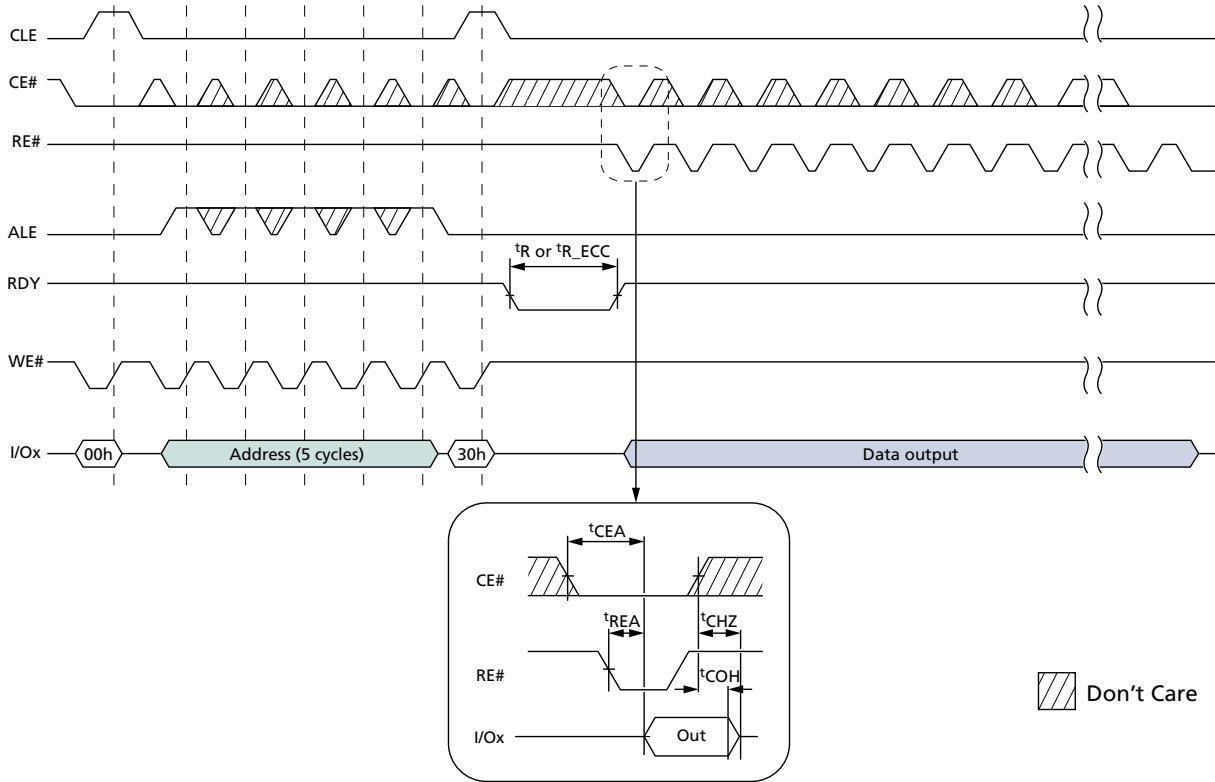 CLE
CE#
RE#
ALE
tR or tR_ECC
RDY
WE#
I/Ox 00h Address (5 cycles) 30h Data output
tCEA
CE#
tREA tCHZ
RE# tCOH
Don't Care
I/Ox Out